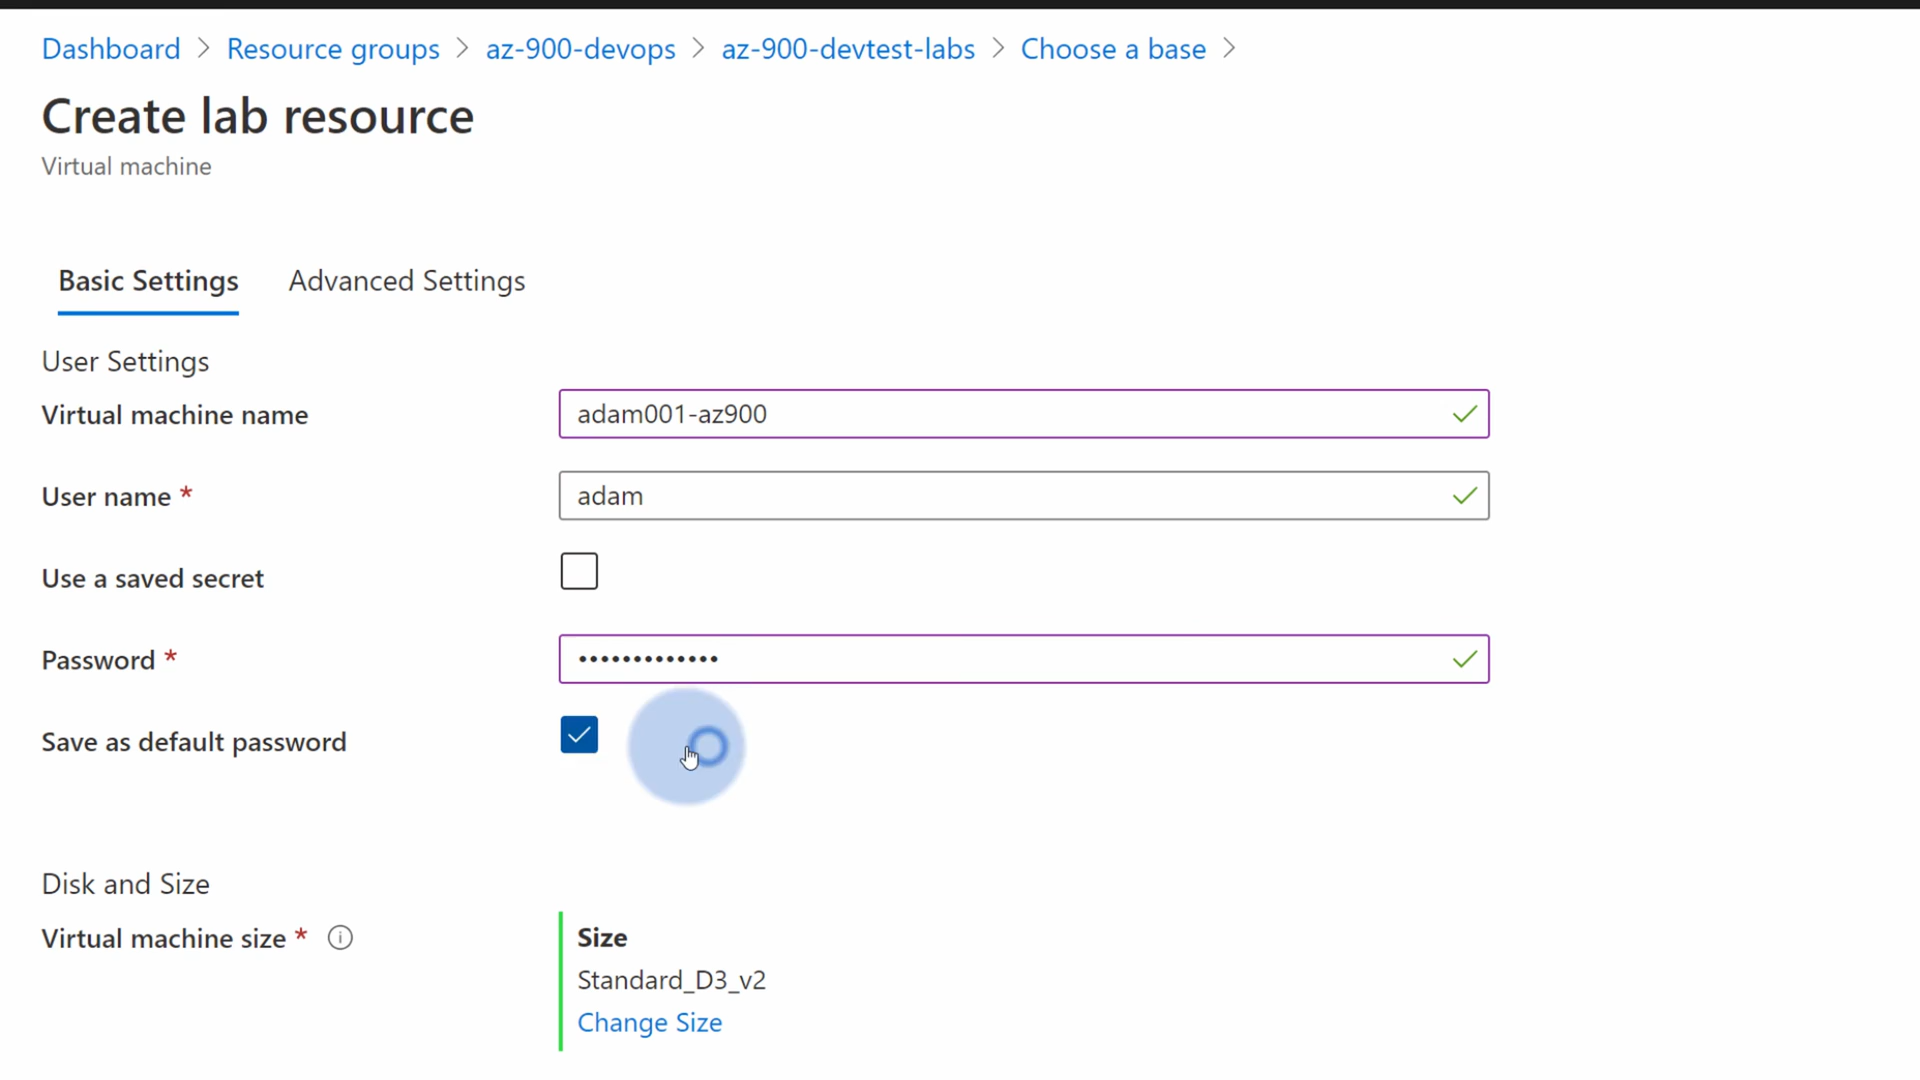 Dashboard > Resource groups > az-900-devops > az-900-devtest-labs > Choose a base >
Create lab resource
Virtual machine
Basic Settings Advanced Settings
User Settings
Virtual machine name adam001-az900
User name * adam
Use a saved secret
Password * •••••••••••••
Save as default password
Disk and Size
Virtual machine size * Size
Standard_D3_v2
Change Size